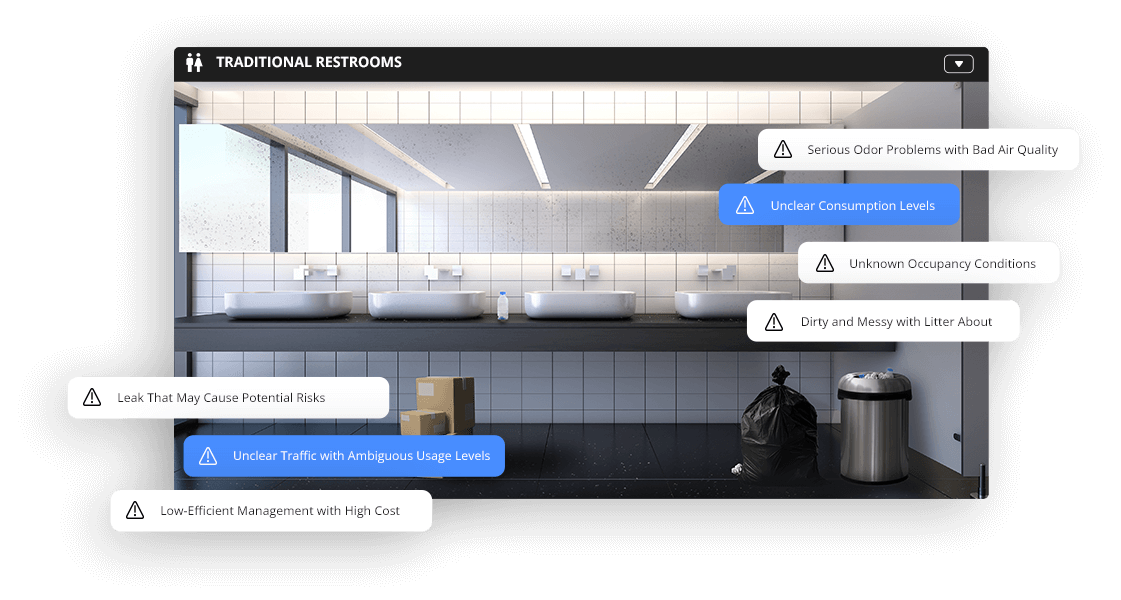 TRADITIONAL RESTROOMS
Serious Odor Problems with Bad Air Quality
Unclear Consumption Levels
Unknown Occupancy Conditions
Dirty and Messy with Litter About
Leak That May Cause Potential Risks
Unclear Traffic with Ambiguous Usage Levels
Low-Efficient Management with High Cost